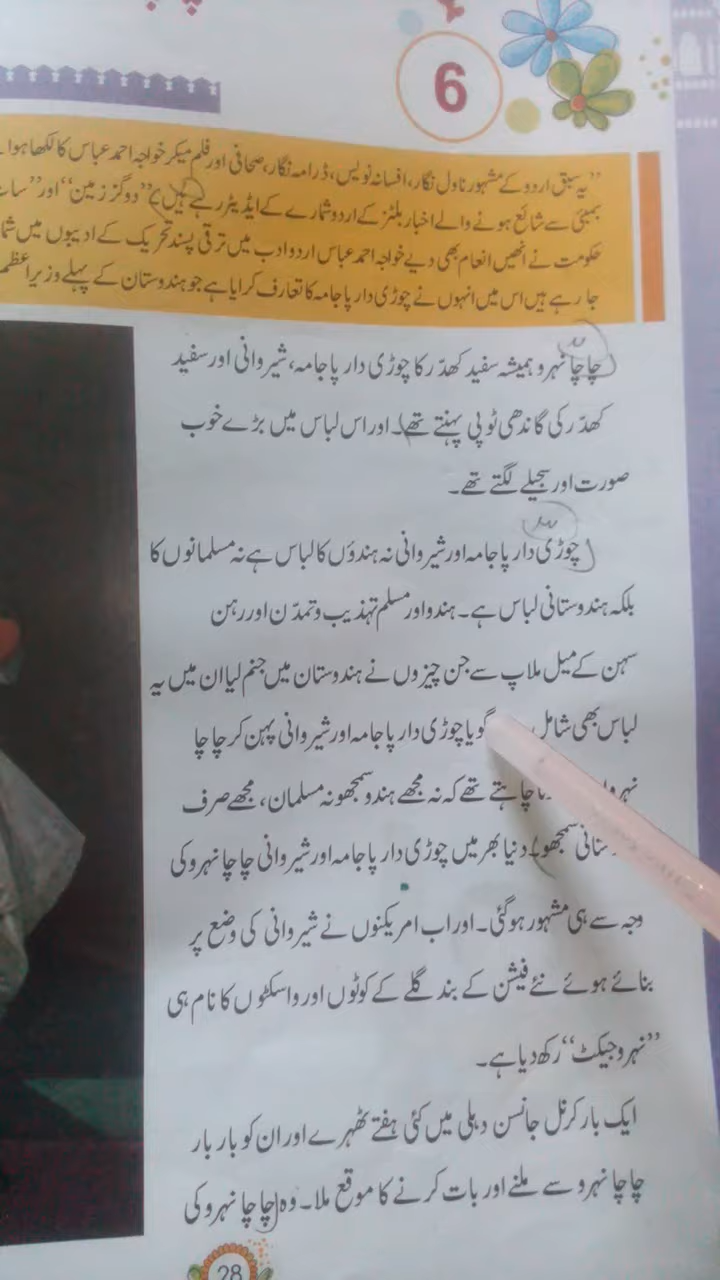 6
”یہ سبق اردو کے مشہور ناول نگار، افسانہ نویس، ڈرامہ نگار، صحافی اور فلم میکر خواجہ احمد عباس کا لکھا ہوا
بمبئی سے شائع ہونے والے اخبار بلٹز کے اردو شمارے کے ایڈیٹر رہے ہیں ”دو گز زمین“ اور ”سات
حکومت نے انھیں انعام بھی دیے خواجہ احمد عباس اردو ادب میں ترقی پسند تحریک کے ادیبوں میں
جا رہے ہیں اس میں انہوں نے چوڑی دار پاجامہ کا تعارف کرایا ہے جو ہندوستان کے پہلے وزیر اعظم
چاچا نہرو ہمیشہ سفید کھدّر کا چوڑی دار پاجامہ، شیروانی اور سفید
کھدّر کی گاندھی ٹوپی پہنتے تھے۔ اور اس لباس میں بڑے خوب
صورت اور سجیلے لگتے تھے۔
چوڑی دار پاجامہ اور شیروانی نہ ہندوؤں کا لباس ہے نہ مسلمانوں کا
بلکہ ہندوستانی لباس ہے۔ ہندو اور مسلم تہذیب و تمدّن اور رہن
سہن کے میل ملاپ سے جن چیزوں نے ہندوستان میں جنم لیا ان میں یہ
لباس بھی شامل گویا چوڑی دار پاجامہ اور شیروانی پہن کر چاچا
نہرو چاہتے تھے کہ نہ مجھے ہندو سمجھو نہ مسلمان، مجھے صرف
سمجھو۔ دنیا بھر میں چوڑی دار پاجامہ اور شیروانی چاچا نہرو کی
وجہ سے ہی مشہور ہوگئی۔ اور اب امریکنوں نے شیروانی کی وضع پر
بنائے ہوئے نئے فیشن کے بند گلے کے کوٹوں اور واسکٹوں کا نام ہی
”نہرو جیکٹ“ رکھ دیا ہے۔
ایک بار کرنل جانسن دہلی میں کئی ہفتے ٹھہرے اور ان کو بار بار
چاچا نہرو سے ملنے اور بات کرنے کا موقع ملا۔ وہ چاچا نہرو کی
28